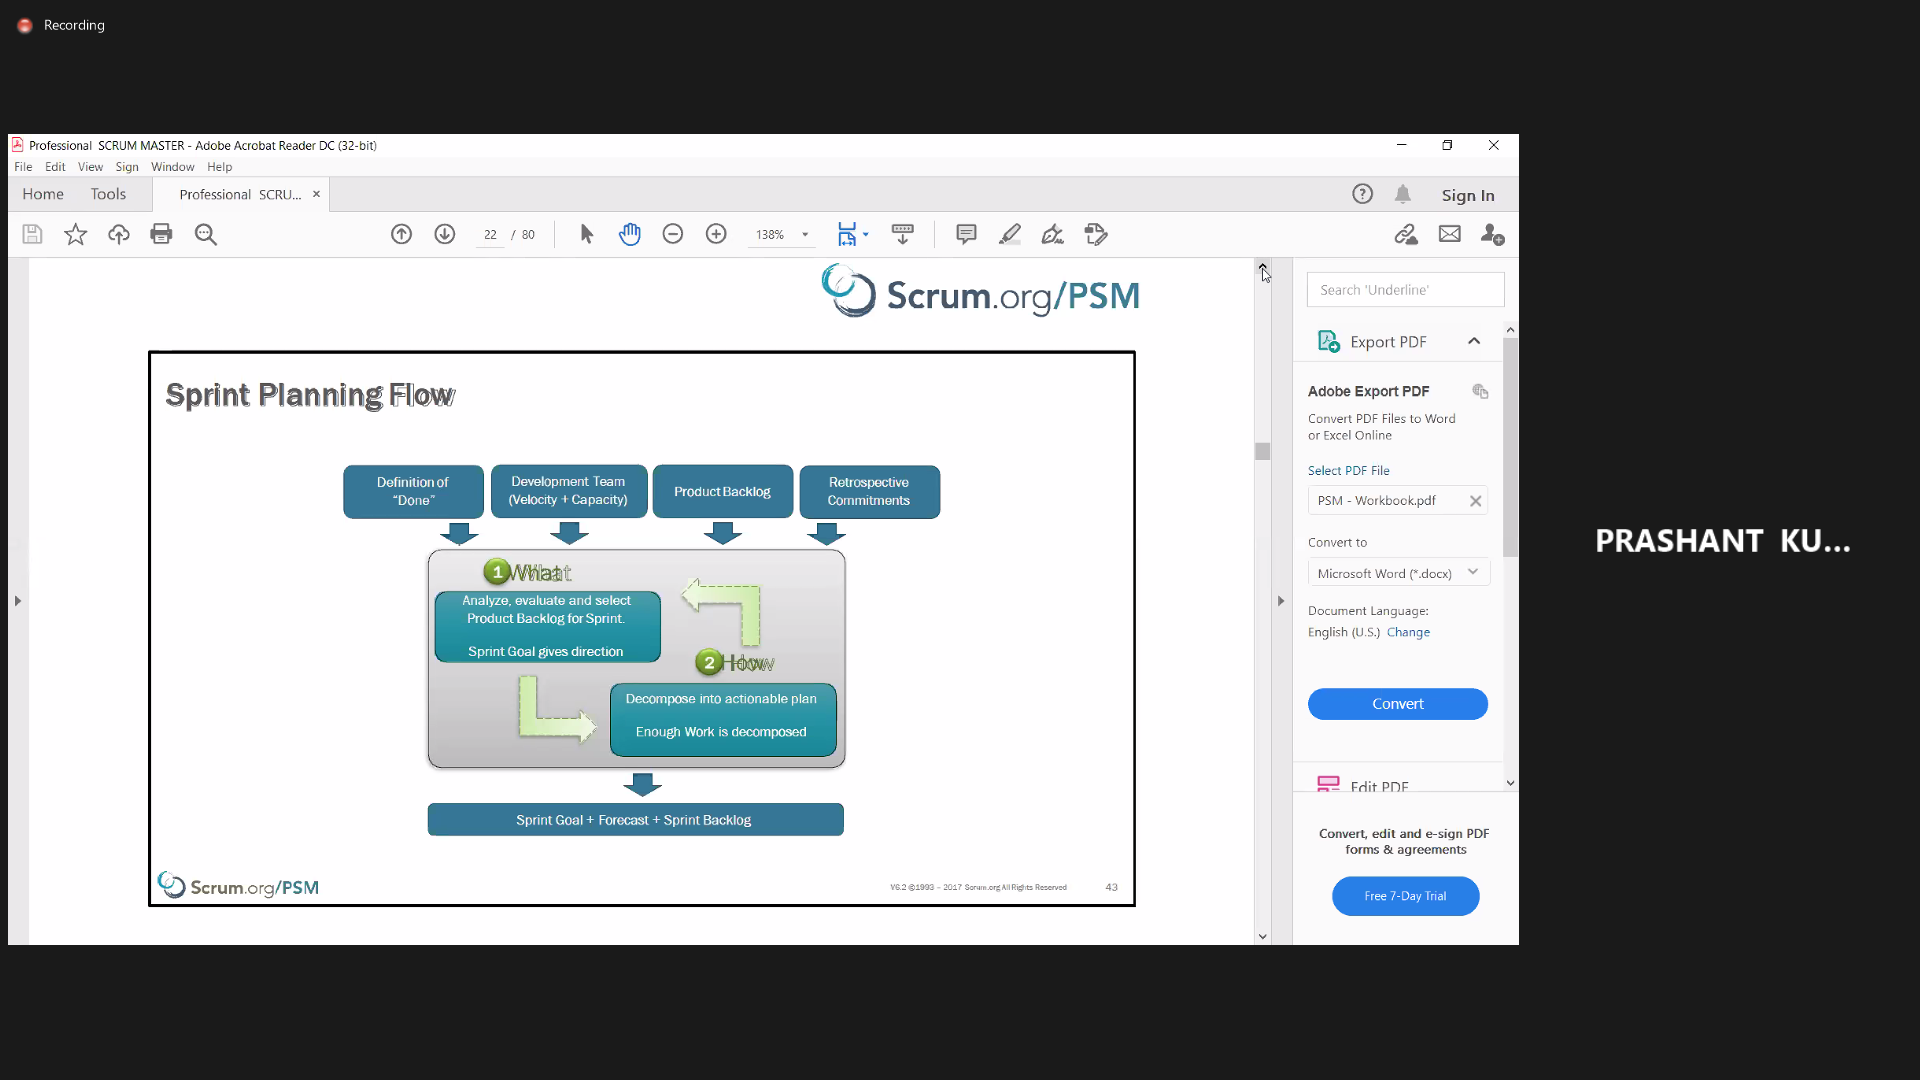 Recording
Professional SCRUM MASTER - Adobe Acrobat Reader DC (32-bit)
File Edit View Sign Window Help
Home Tools Professional SCRU... Sign In
22 / 80 138%
Scrum.org/PSM
Search 'Underline'
Export PDF
Adobe Export PDF
Convert PDF Files to Word
or Excel Online
Select PDF File
PSM - Workbook.pdf
Convert to
Microsoft Word (*.docx)
Document Language:
English (U.S.) Change
Convert
Edit PDF
Convert, edit and e-sign PDF
forms & agreements
Free 7-Day Trial
Sprint Planning Flow
Definition of
“Done”
Development Team
(Velocity + Capacity)
Product Backlog
Retrospective
Commitments
1 What
Analyze, evaluate and select
Product Backlog for Sprint.
Sprint Goal gives direction
2 How
Decompose into actionable plan
Enough Work is decomposed
Sprint Goal + Forecast + Sprint Backlog
Scrum.org/PSM
V6.2 ©1993 – 2017 Scrum.org All Rights Reserved
43
PRASHANT KU...